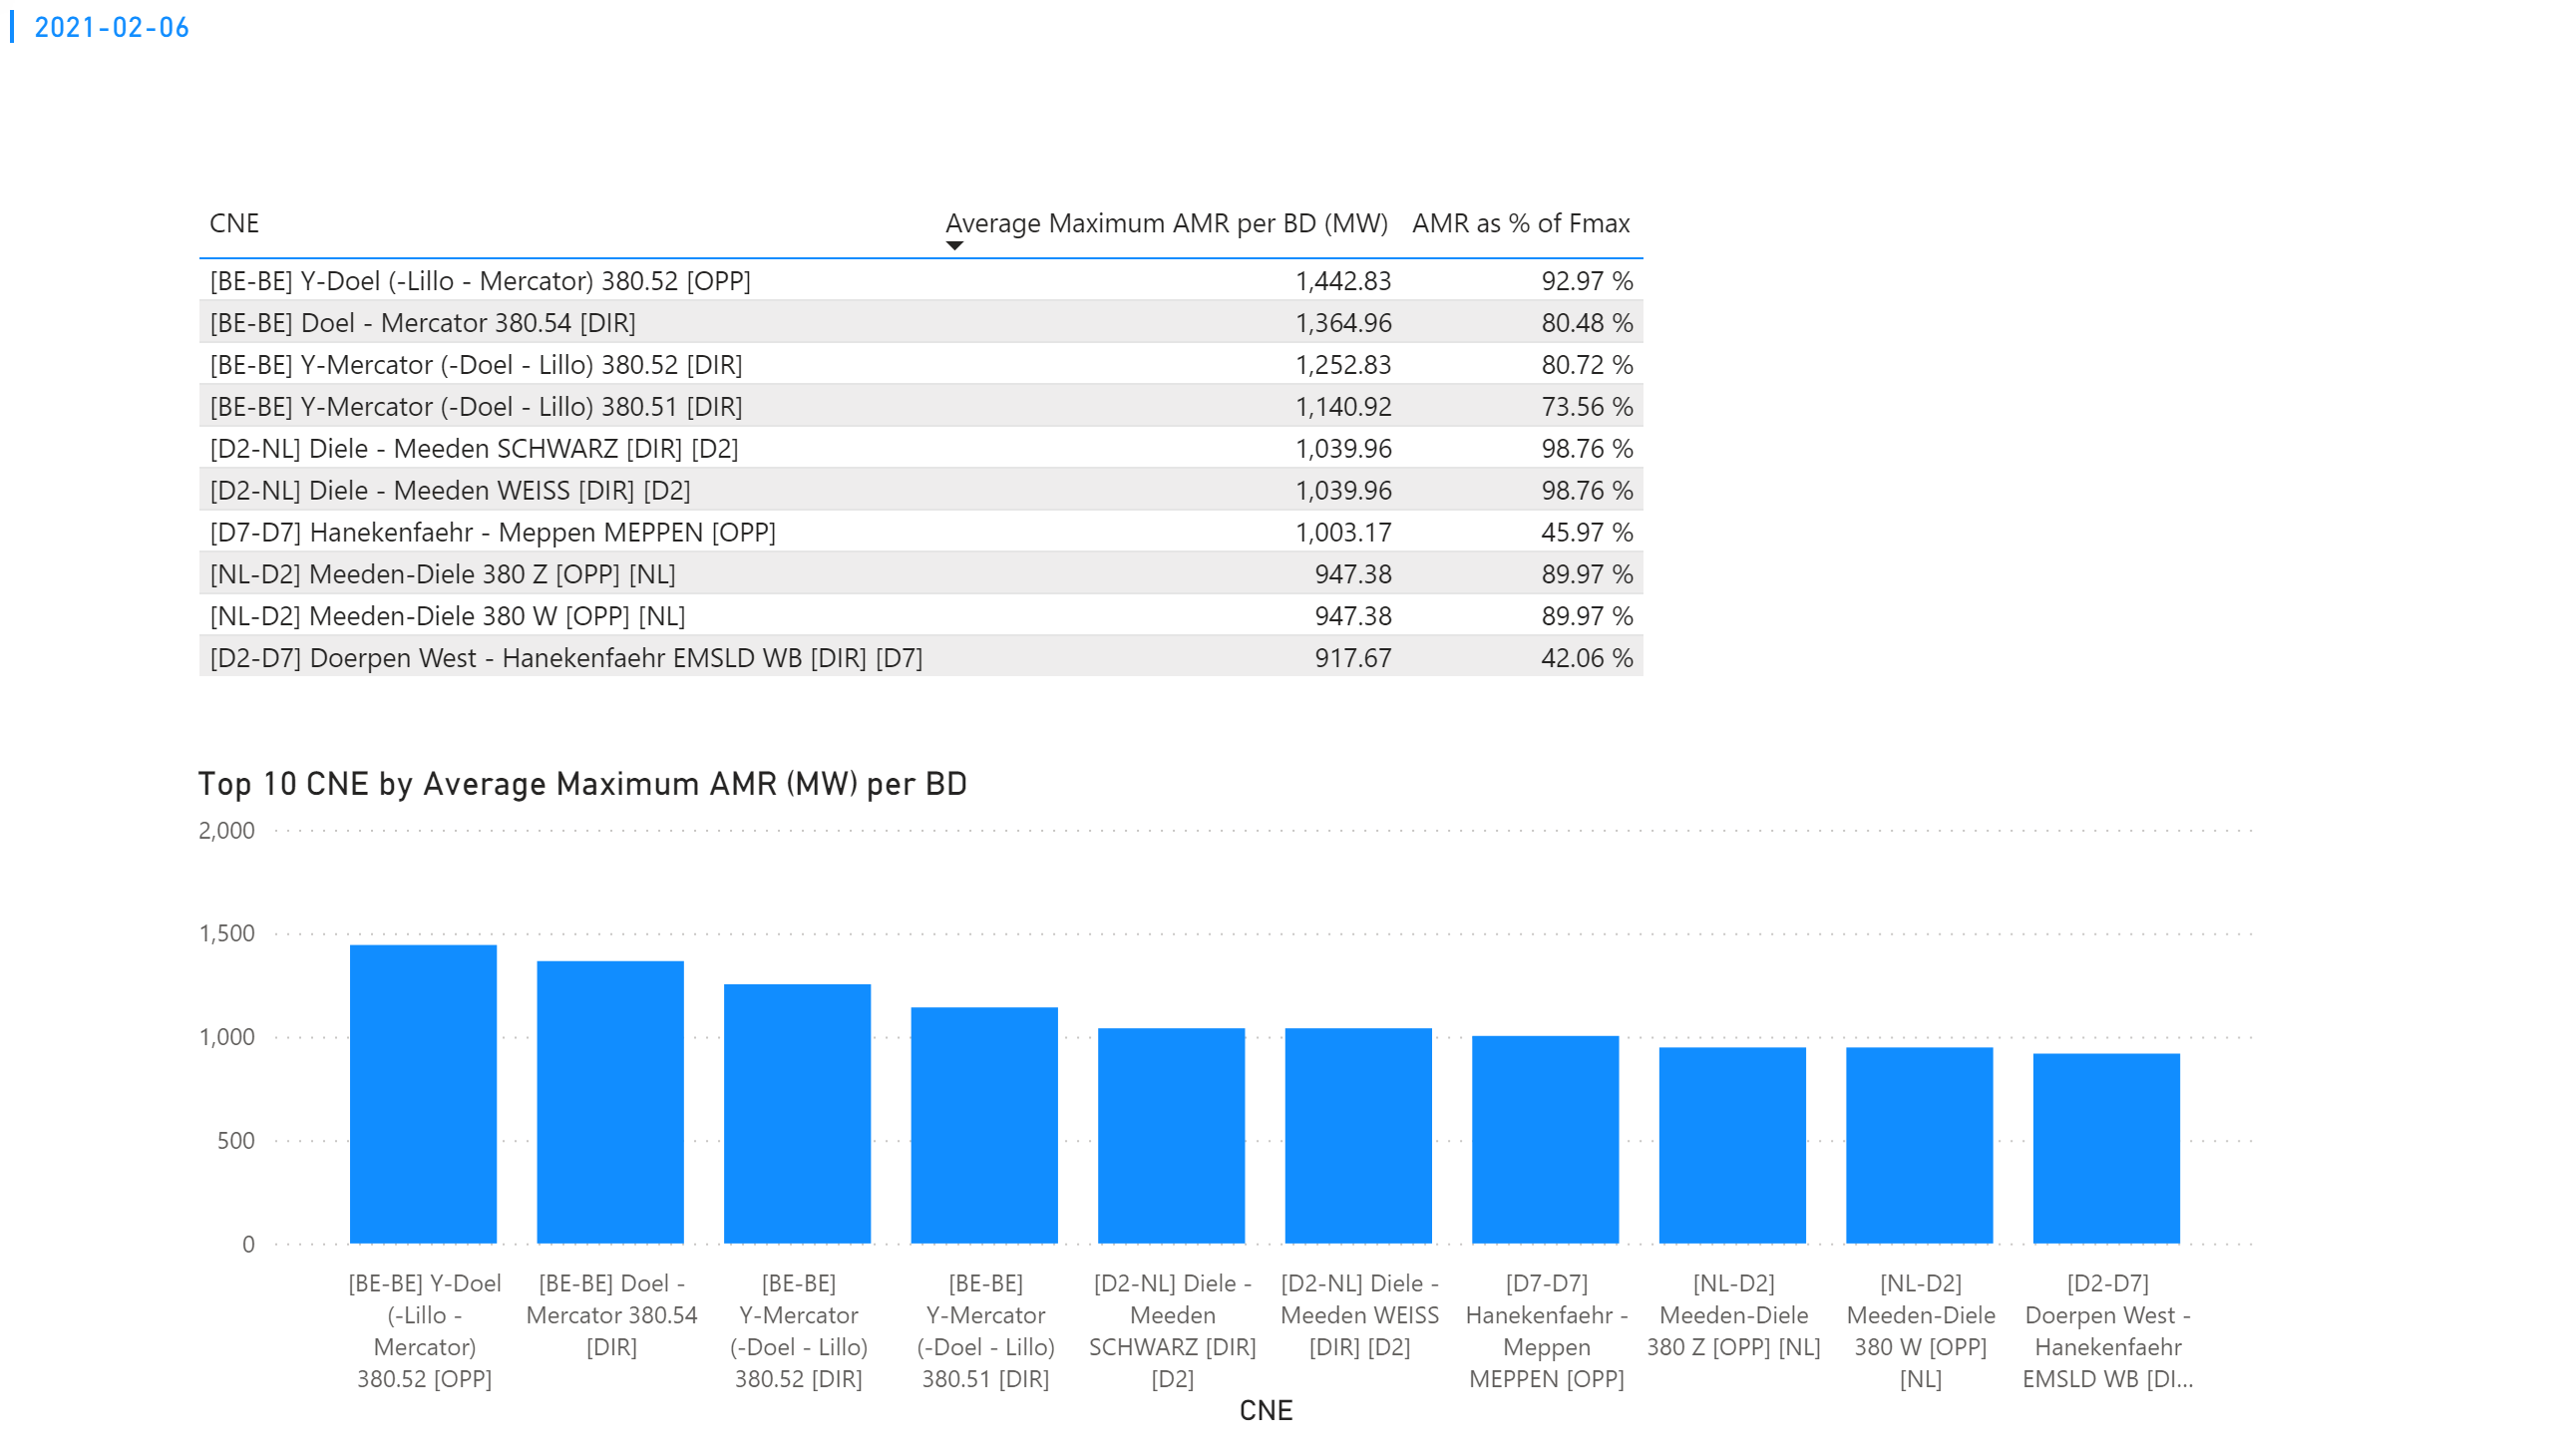 2021-02-06
CNE Average Maximum AMR per BD (MW) AMR as % of Fmax
[BE-BE] Y-Doel (-Lillo - Mercator) 380.52 [OPP] 1,442.83 92.97 %
[BE-BE] Doel - Mercator 380.54 [DIR] 1,364.96 80.48 %
[BE-BE] Y-Mercator (-Doel - Lillo) 380.52 [DIR] 1,252.83 80.72 %
[BE-BE] Y-Mercator (-Doel - Lillo) 380.51 [DIR] 1,140.92 73.56 %
[D2-NL] Diele - Meeden SCHWARZ [DIR] [D2] 1,039.96 98.76 %
[D2-NL] Diele - Meeden WEISS [DIR] [D2] 1,039.96 98.76 %
[D7-D7] Hanekenfaehr - Meppen MEPPEN [OPP] 1,003.17 45.97 %
[NL-D2] Meeden-Diele 380 Z [OPP] [NL] 947.38 89.97 %
[NL-D2] Meeden-Diele 380 W [OPP] [NL] 947.38 89.97 %
[D2-D7] Doerpen West - Hanekenfaehr EMSLD WB [DIR] [D7] 917.67 42.06 %
Top 10 CNE by Average Maximum AMR (MW) per BD
2,000
1,500
1,000
500
0
[BE-BE] Y-Doel
(-Lillo -
Mercator)
380.52 [OPP]
[BE-BE] Doel -
Mercator 380.54
[DIR]
[BE-BE]
Y-Mercator
(-Doel - Lillo)
380.52 [DIR]
[BE-BE]
Y-Mercator
(-Doel - Lillo)
380.51 [DIR]
[D2-NL] Diele -
Meeden
SCHWARZ [DIR]
[D2]
[D2-NL] Diele -
Meeden WEISS
[DIR] [D2]
[D7-D7]
Hanekenfaehr -
Meppen
MEPPEN [OPP]
[NL-D2]
Meeden-Diele
380 Z [OPP] [NL]
[NL-D2]
Meeden-Diele
380 W [OPP]
[NL]
[D2-D7]
Doerpen West -
Hanekenfaehr
EMSLD WB [DI...
CNE